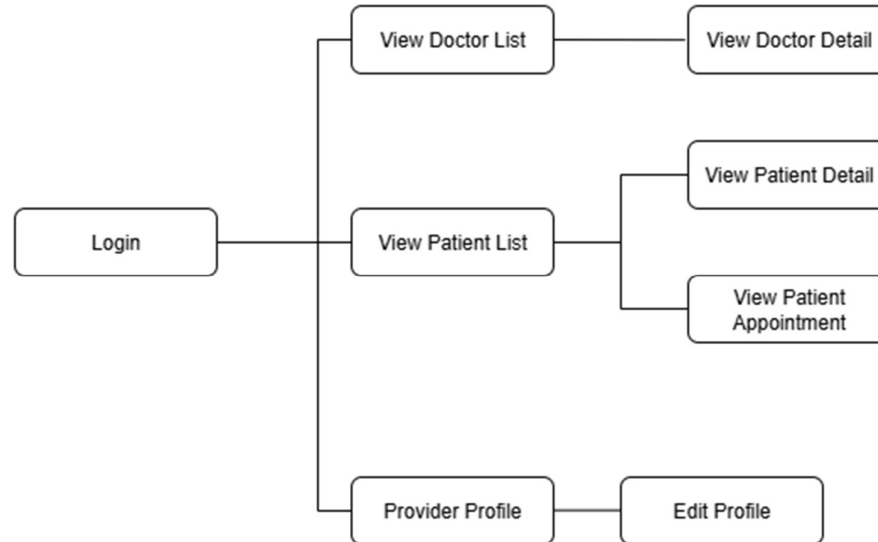 View Doctor List
View Doctor Detail
View Patient Detail
Login
View Patient List
View Patient
Appointment
Provider Profile
Edit Profile